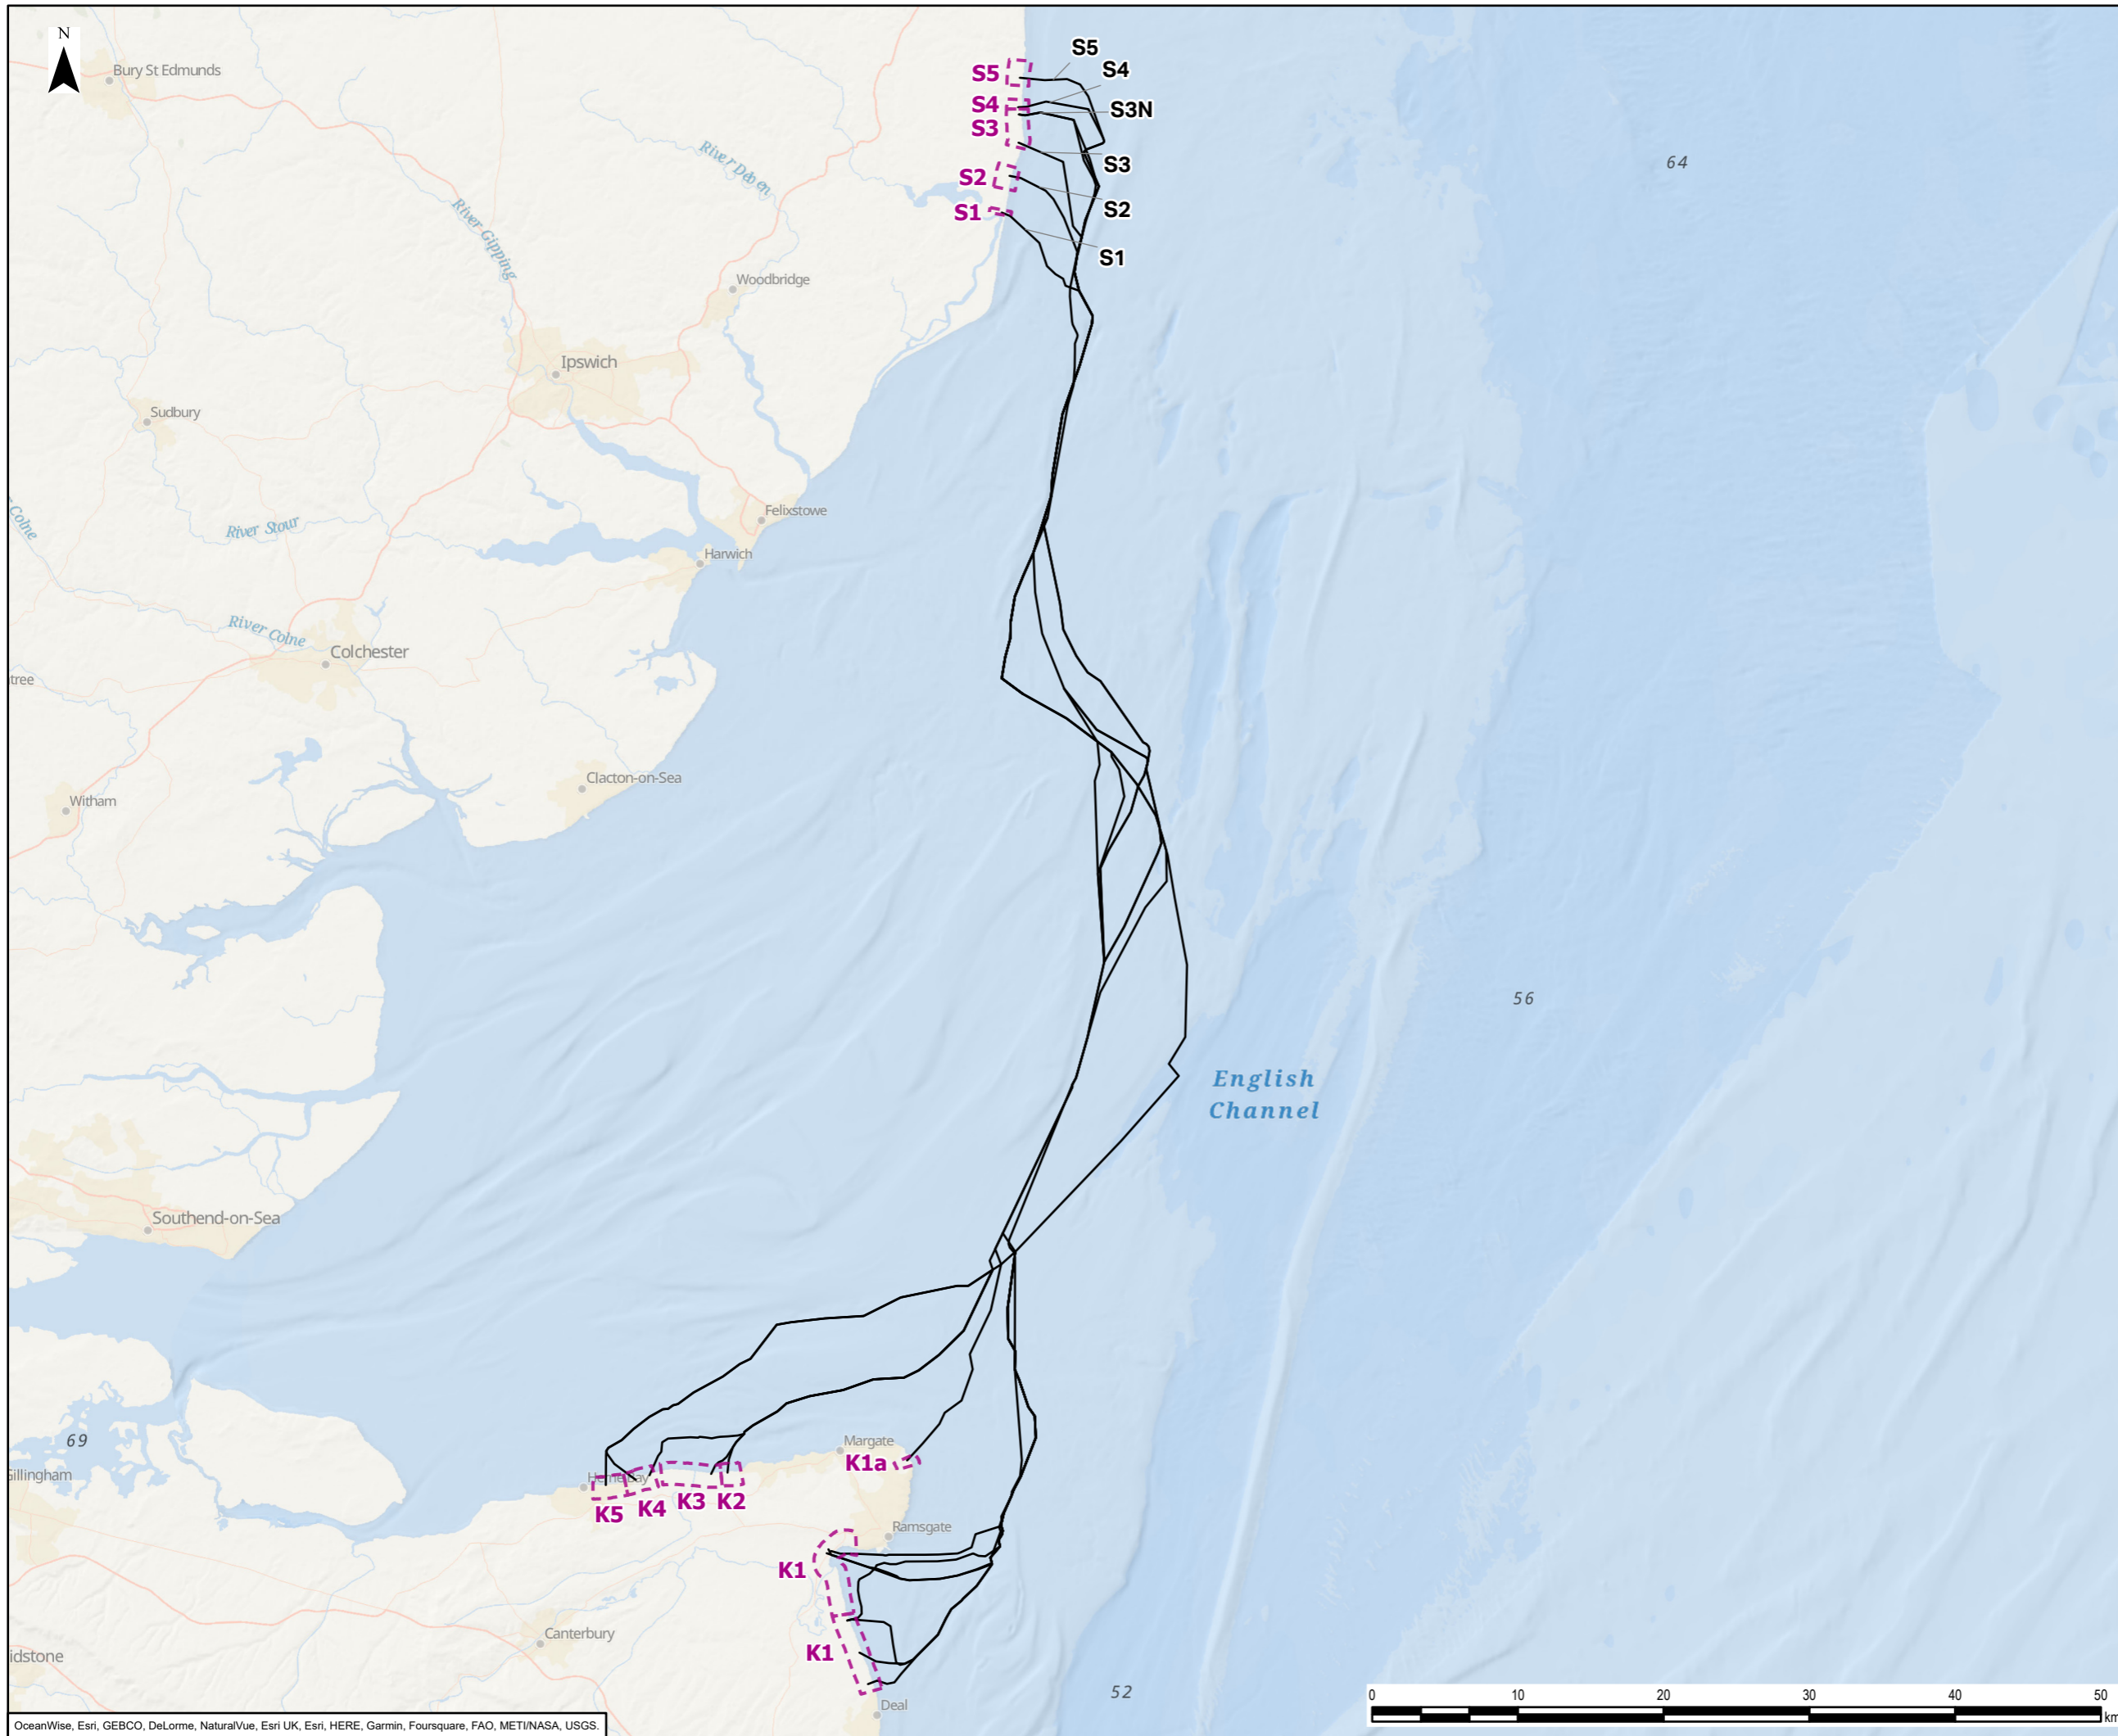 N
Bury St Edmunds
S5
S5
S4
S4
S3N
S3
S3
S2
S2
S1
S1
64
River Deben
River Gipping
Woodbridge
Ipswich
Sudbury
Colne
River Stour
Felixstowe
Harwich
River Colne
Colchester
tree
Clacton-on-Sea
Witham
56
English
Channel
Southend-on-Sea
69
Gillingham
Margate
K1a
Herne Bay
K5
K4
K3
K2
Ramsgate
K1
Canterbury
K1
idstone
Deal
52
0 10 20 30 40 50
km
OceanWise, Esri, GEBCO, DeLorme, NaturalVue, Esri UK, Esri, HERE, Garmin, Foursquare, FAO, METI/NASA, USGS.